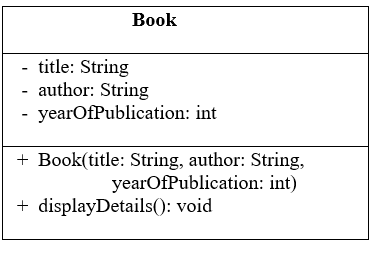 Book
- title: String
- author: String
- yearOfPublication: int
+ Book(title: String, author: String,
yearOfPublication: int)
+ displayDetails(): void